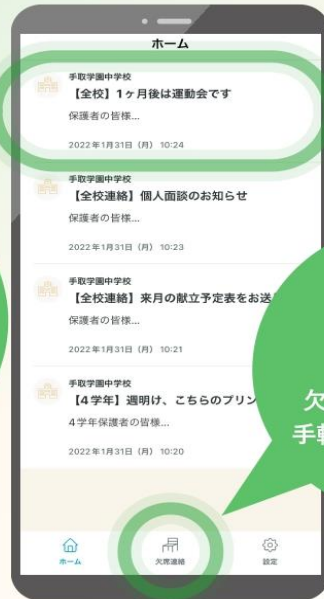 ホーム
手取学園中学校
【全校】1ヶ月後は運動会です
保護者の皆様...
2022年1月31日（月） 10:24
手取学園中学校
【全校連絡】個人面談のお知らせ
保護者の皆様...
2022年1月31日（月） 10:23
手取学園中学校
【全校連絡】来月の献立予定表をお送
保護者の皆様...
2022年1月31日（月） 10:21
手取学園中学校
【4学年】週明け、こちらのプリン
4学年保護者の皆様...
2022年1月31日（月） 10:20
欠
手軽
ホーム
欠席連絡
設定